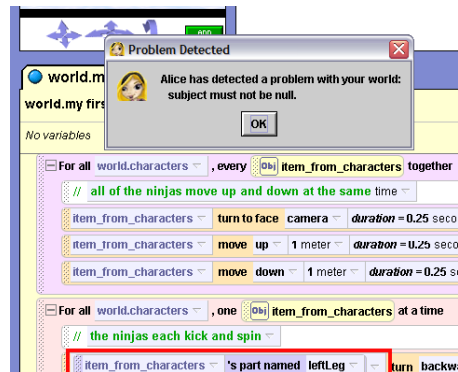 ADD
Problem Detected
Alice has detected a problem with your world:
subject must not be null.
OK
world.m
world.my firs
No variables
For all world.characters , every Obj item_from_characters together
// all of the ninjas move up and down at the same time
item_from_characters turn to face camera duration = 0.25 seco
item_from_characters move up 1 meter duration = 0.25 seco
item_from_characters move down 1 meter duration = 0.25 s
For all world.characters , one Obj item_from_characters at a time
// the ninjas each kick and spin
item_from_characters 's part named leftLeg turn backwa